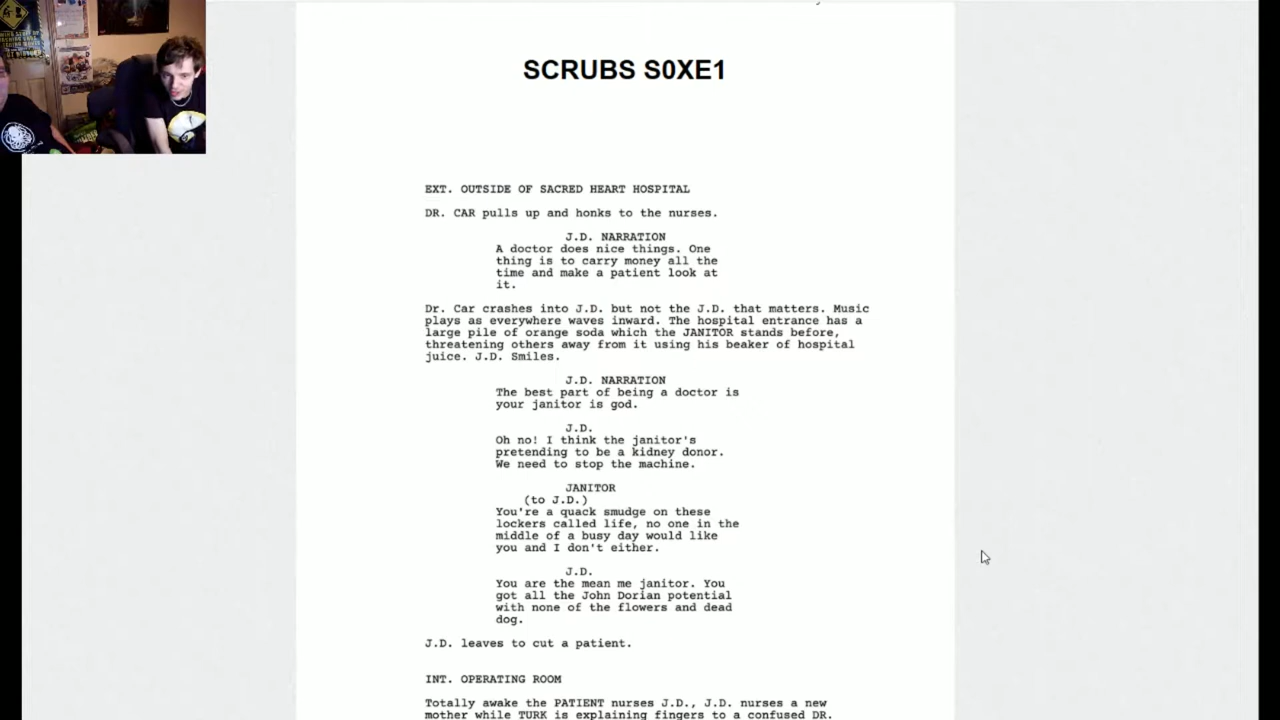 SCRUBS S0XE1
EXT. OUTSIDE OF SACRED HEART HOSPITAL
DR. CAR pulls up and honks to the nurses.
J.D. NARRATION
A doctor does nice things. One
thing is to carry money all the
time and make a patient look at
it.
Dr. Car crashes into J.D. but not the J.D. that matters. Music
plays as everywhere waves inward. The hospital entrance has a
large pile of orange soda which the JANITOR stands before,
threatening others away from it using his beaker of hospital
juice. J.D. Smiles.
J.D. NARRATION
The best part of being a doctor is
your janitor is god.
J.D.
Oh no! I think the janitor's
pretending to be a kidney donor.
We need to stop the machine.
JANITOR
(to J.D.)
You're a quack smudge on these
lockers called life, no one in the
middle of a busy day would like
you and I don't either.
J.D.
You are the mean me janitor. You
got all the John Dorian potential
with none of the flowers and dead
dog.
J.D. leaves to cut a patient.
INT. OPERATING ROOM
Totally awake the PATIENT nurses J.D., J.D. nurses a new
mother while TURK is explaining fingers to a confused DR.